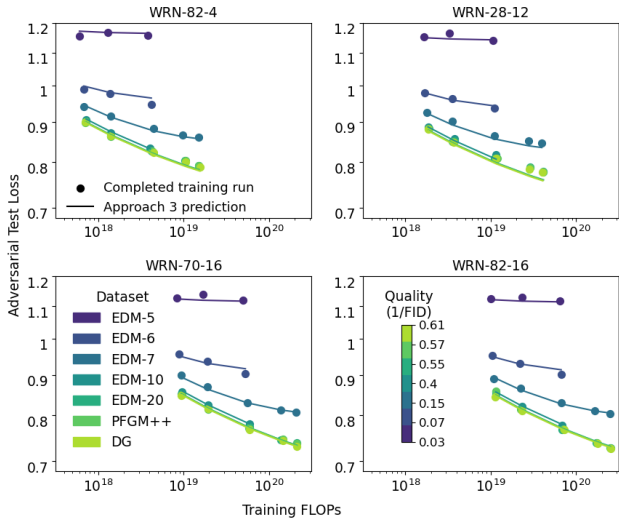 WRN-82-4
WRN-28-12
1.2
1.1
1
0.9
0.8
0.7
10^18
10^19
10^20
Completed training run
Approach 3 prediction
1.2
1.1
1
0.9
0.8
0.7
10^18
10^19
10^20
Adversarial Test Loss
WRN-70-16
WRN-82-16
1.2
1.1
1
0.9
0.8
0.7
10^18
10^19
10^20
Dataset
EDM-5
EDM-6
EDM-7
EDM-10
EDM-20
PFGM++
DG
1.2
1.1
1
0.9
0.8
0.7
10^18
10^19
10^20
Quality
(1/FID)
0.61
0.57
0.55
0.4
0.15
0.07
0.03
Training FLOPs